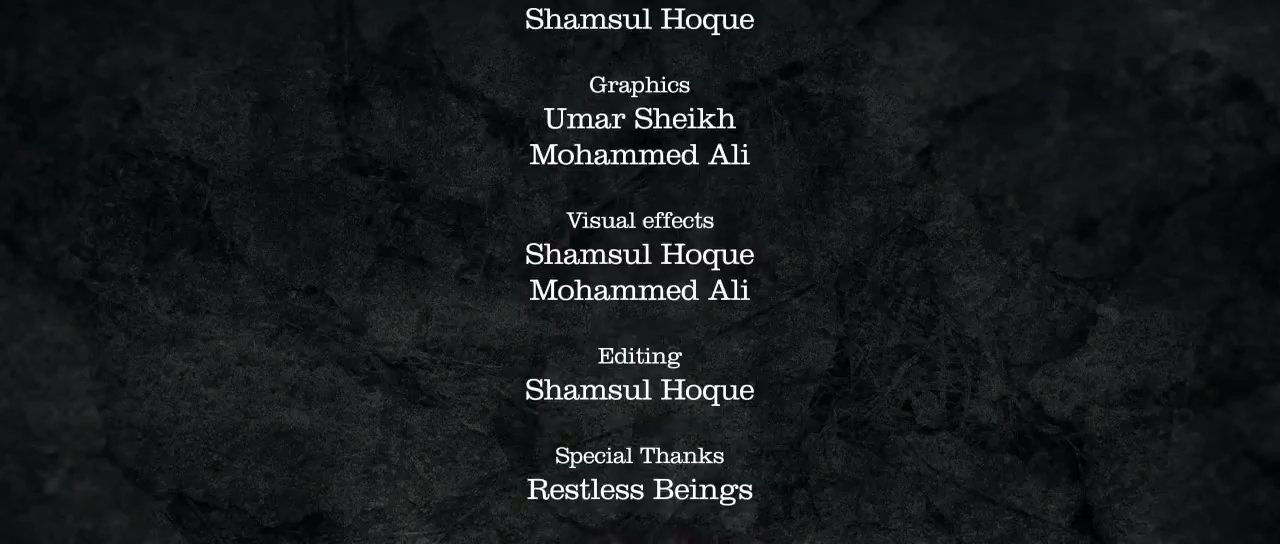 Shamsul Hoque
Graphics
Umar Sheikh
Mohammed Ali
Visual effects
Shamsul Hoque
Mohammed Ali
Editing
Shamsul Hoque
Special Thanks
Restless Beings